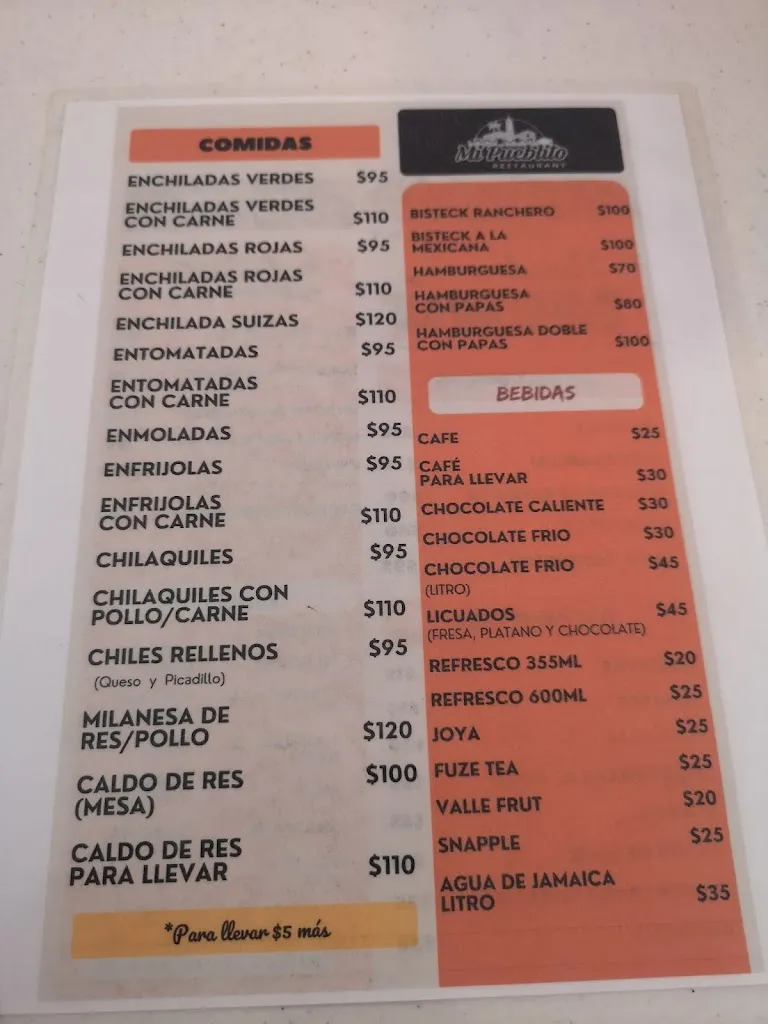 COMIDAS
ENCHILADAS VERDES $95
ENCHILADAS VERDES
CON CARNE $110
ENCHILADAS ROJAS $95
ENCHILADAS ROJAS
CON CARNE $110
ENCHILADA SUIZAS $120
ENTOMATADAS $95
ENTOMATADAS
CON CARNE $110
ENMOLADAS $95
ENFRIJOLAS $95
ENFRIJOLAS
CON CARNE $110
CHILAQUILES $95
CHILAQUILES CON
POLLO/CARNE $110
CHILES RELLENOS $95
(Queso y Picadillo)
MILANESA DE
RES/POLLO $120
CALDO DE RES $100
(MESA)
CALDO DE RES
PARA LLEVAR $110
*Para llevar $5 más
Mi Pueblito
RESTAURANT
BISTECK RANCHERO $100
BISTECK A LA
MEXICANA $100
HAMBURGUESA $70
HAMBURGUESA
CON PAPAS $80
HAMBURGUESA DOBLE
CON PAPAS $100
BEBIDAS
CAFE $25
CAFÉ
PARA LLEVAR $30
CHOCOLATE CALIENTE $30
CHOCOLATE FRIO $30
CHOCOLATE FRIO $45
(LITRO)
LICUADOS $45
(FRESA, PLATANO Y CHOCOLATE)
REFRESCO 355ML $20
REFRESCO 600ML $25
JOYA $25
FUZE TEA $25
VALLE FRUT $20
SNAPPLE $25
AGUA DE JAMAICA
LITRO $35